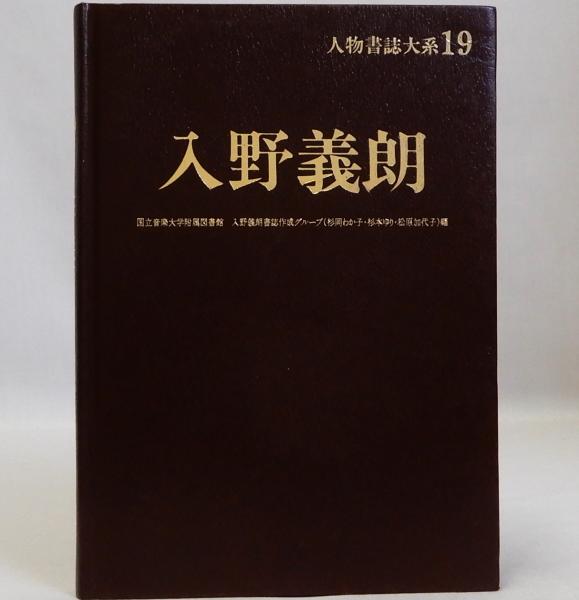 人物書誌大系19
入野義朗
国立音楽大学附属図書館 入野義朗書誌作成グループ(杉岡わか子・杉本ゆり・松原加代子)編